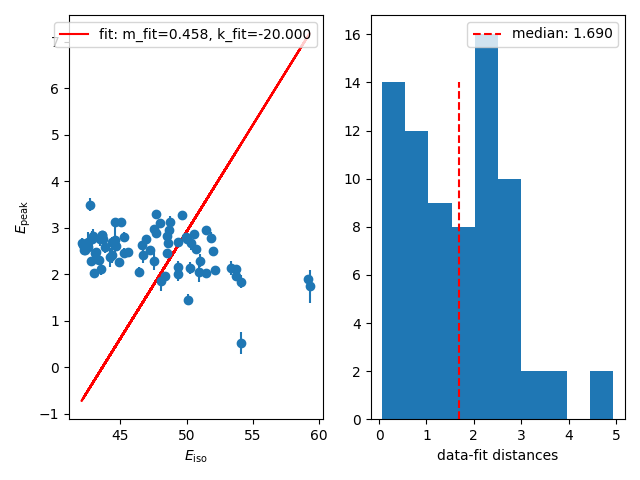 fit: m_fit=0.458, k_fit=-20.000
7
6
5
4
3
2
1
0
−1
45 50 55 60
E_iso
E_peak
median: 1.690
16
14
12
10
8
6
4
2
0
0 1 2 3 4 5
data-fit distances